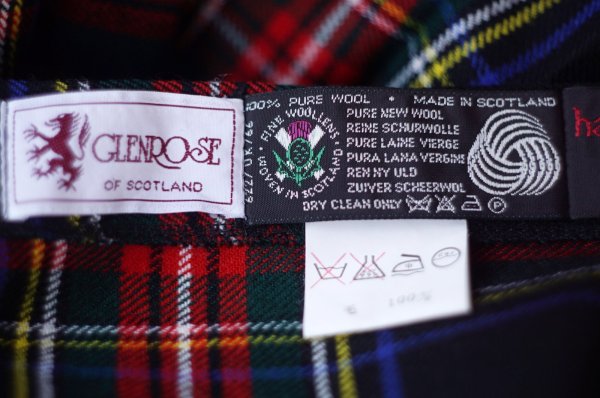 GLENROSE
OF SCOTLAND
100% PURE WOOL • MADE IN SCOTLAND
FINE WOOLLENS
WOVEN IN SCOTLAND
PURE NEW WOOL
REINE SCHURWOLLE
PURE LAINE VIERGE
PURA LANA VERGINE
REN NY ULD
ZUIVER SCHEERWOL
DRY CLEAN ONLY
P